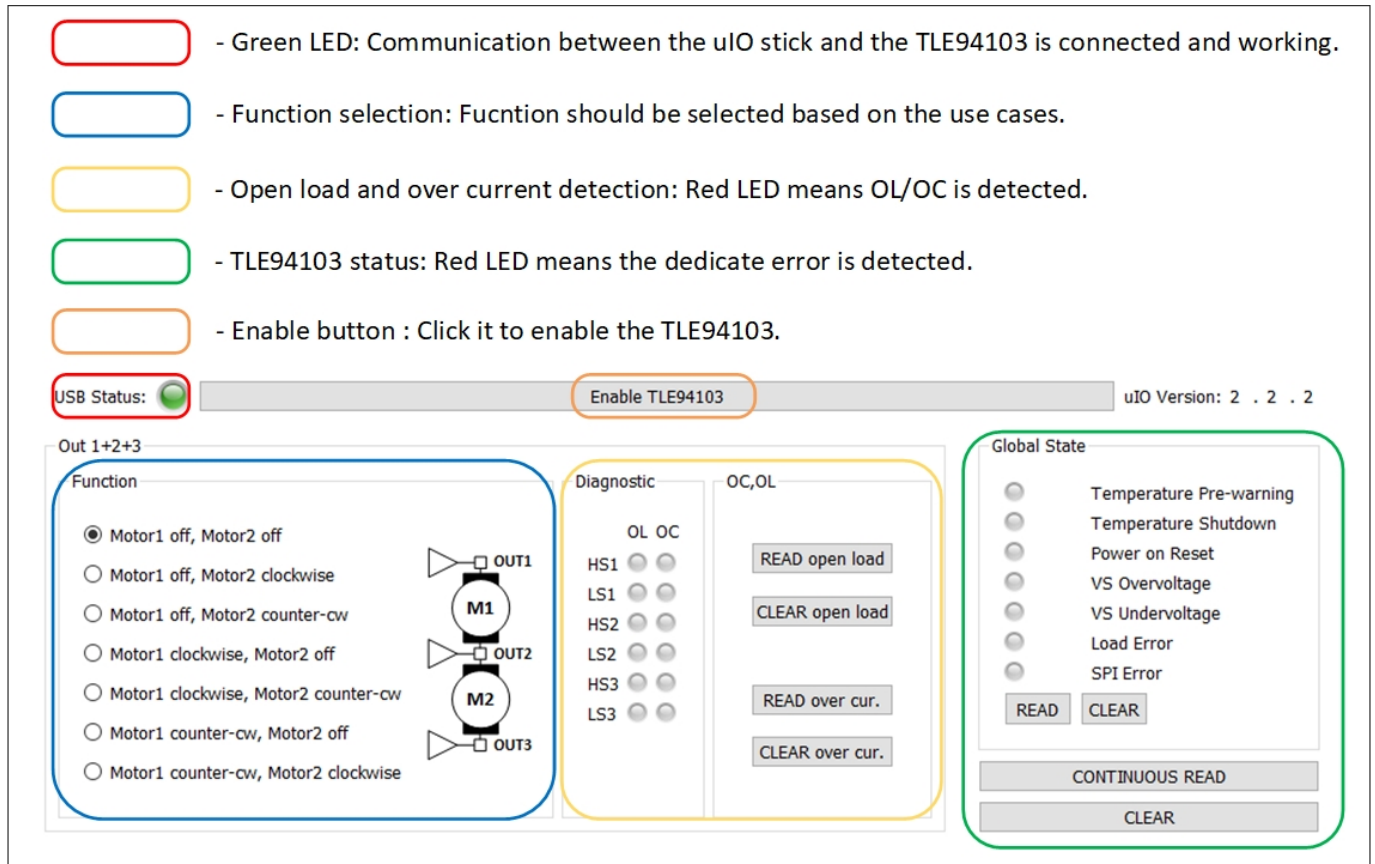 - Green LED: Communication between the uIO stick and the TLE94103 is connected and working.
- Function selection: Fucntion should be selected based on the use cases.
- Open load and over current detection: Red LED means OL/OC is detected.
- TLE94103 status: Red LED means the dedicate error is detected.
- Enable button : Click it to enable the TLE94103.
USB Status:
Enable TLE94103
uIO Version: 2 . 2 . 2
Out 1+2+3
Function
Motor1 off, Motor2 off
Motor1 off, Motor2 clockwise
Motor1 off, Motor2 counter-cw
Motor1 clockwise, Motor2 off
Motor1 clockwise, Motor2 counter-cw
Motor1 counter-cw, Motor2 off
Motor1 counter-cw, Motor2 clockwise
OUT1
M1
OUT2
M2
OUT3
Diagnostic
OL OC
HS1
LS1
HS2
LS2
HS3
LS3
OC,OL
READ open load
CLEAR open load
READ over cur.
CLEAR over cur.
Global State
Temperature Pre-warning
Temperature Shutdown
Power on Reset
VS Overvoltage
VS Undervoltage
Load Error
SPI Error
READ CLEAR
CONTINUOUS READ
CLEAR